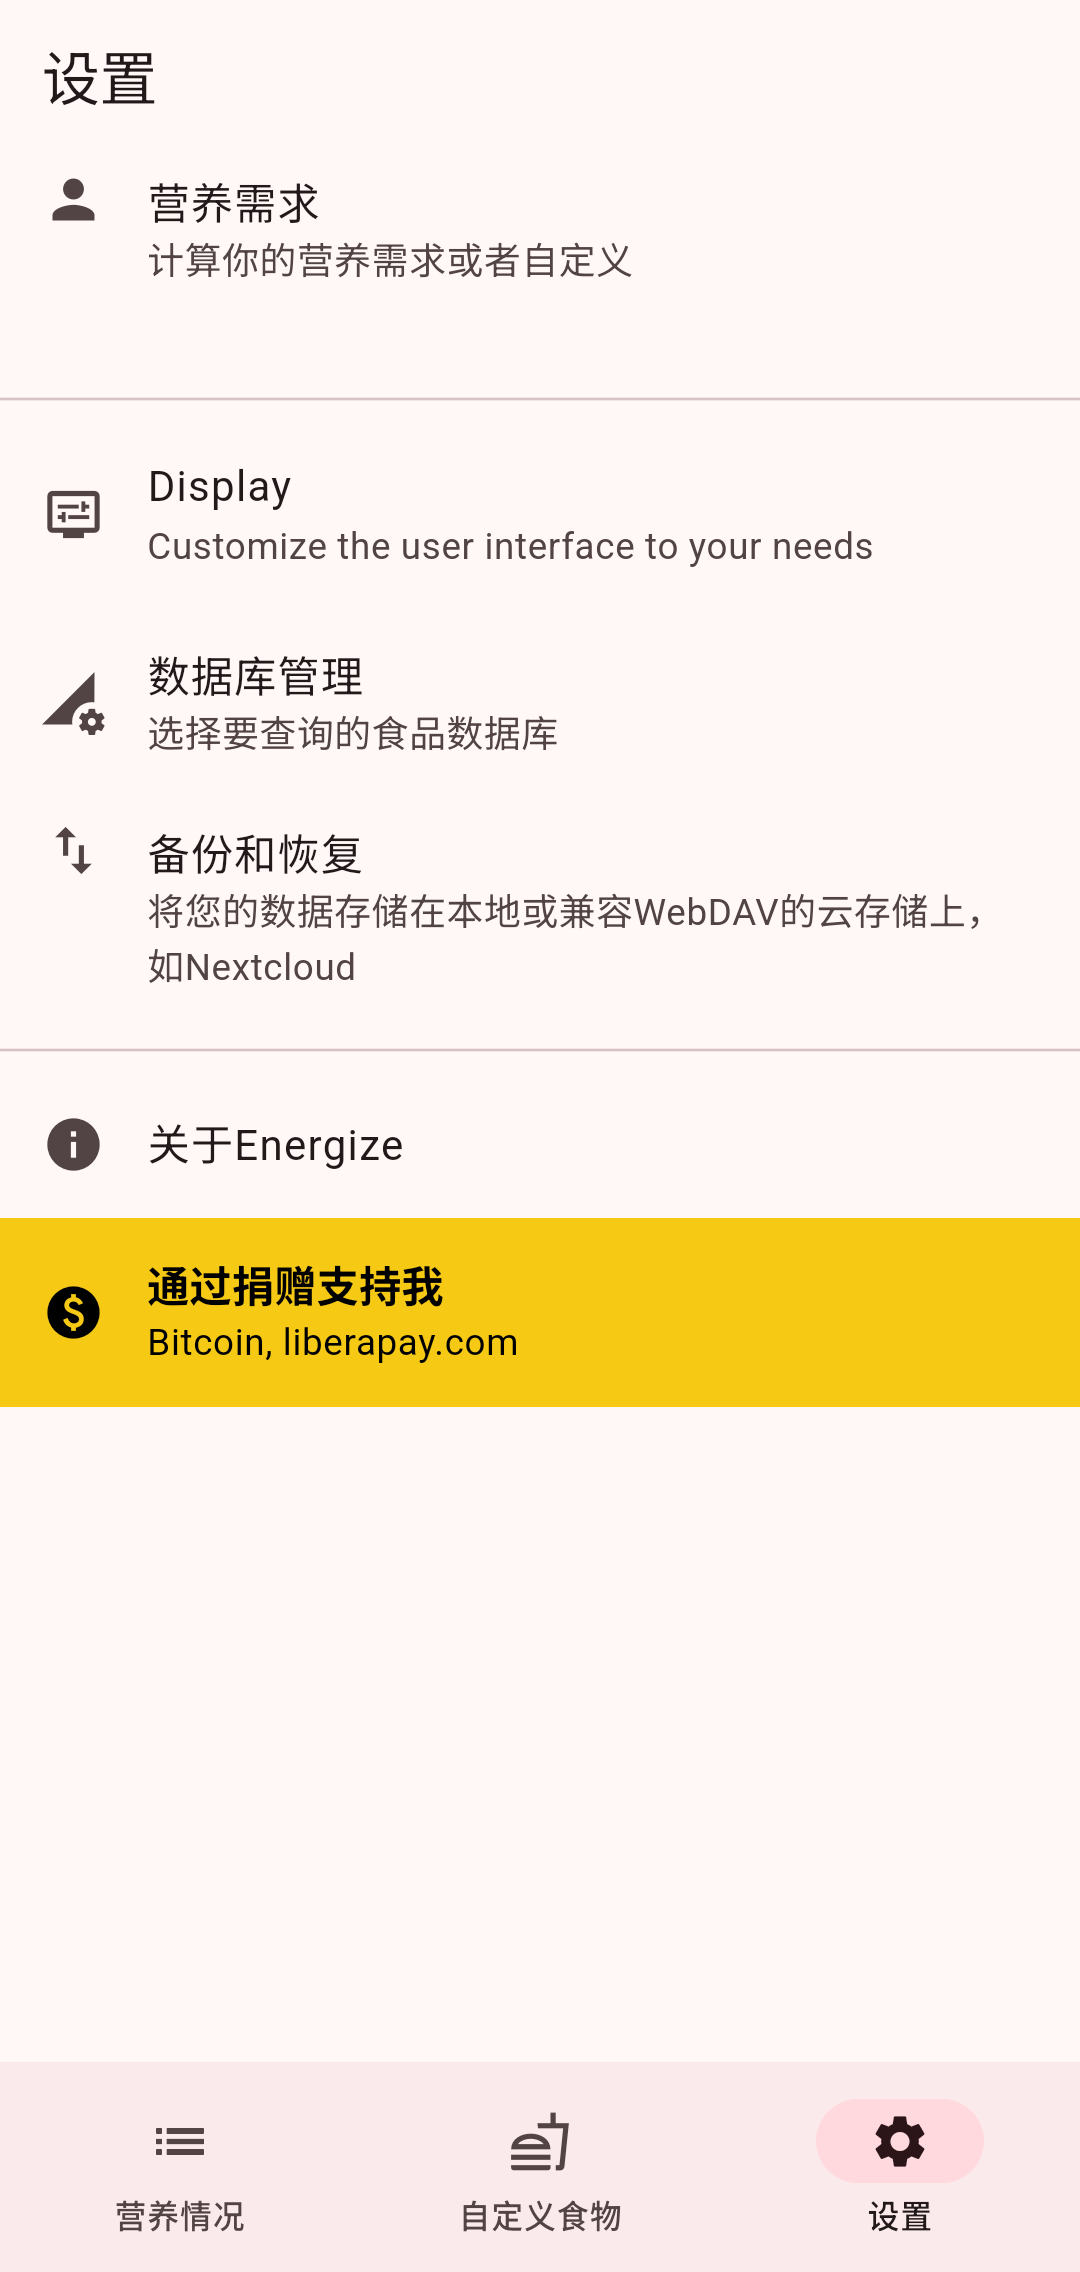 设置
营养需求
计算你的营养需求或者自定义
Display
Customize the user interface to your needs
数据库管理
选择要查询的食品数据库
备份和恢复
将您的数据存储在本地或兼容WebDAV的云存储上，
如Nextcloud
关于Energize
通过捐赠支持我
Bitcoin, liberapay.com
营养情况
自定义食物
设置